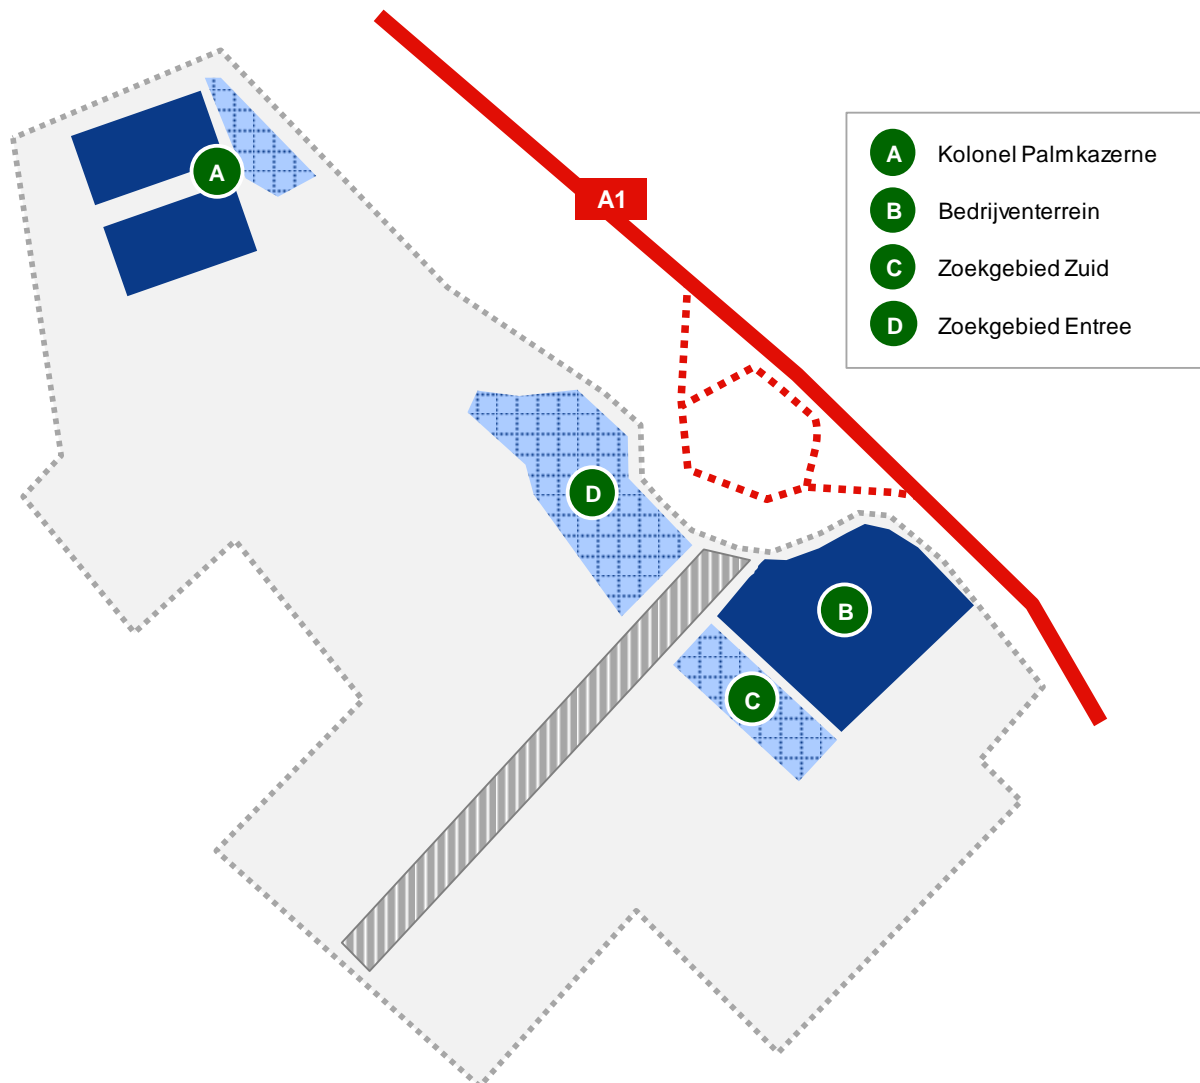 A1
A Kolonel Palmkazerne
B Bedrijventerrein
C Zoekgebied Zuid
D Zoekgebied Entree
A
D
B
C